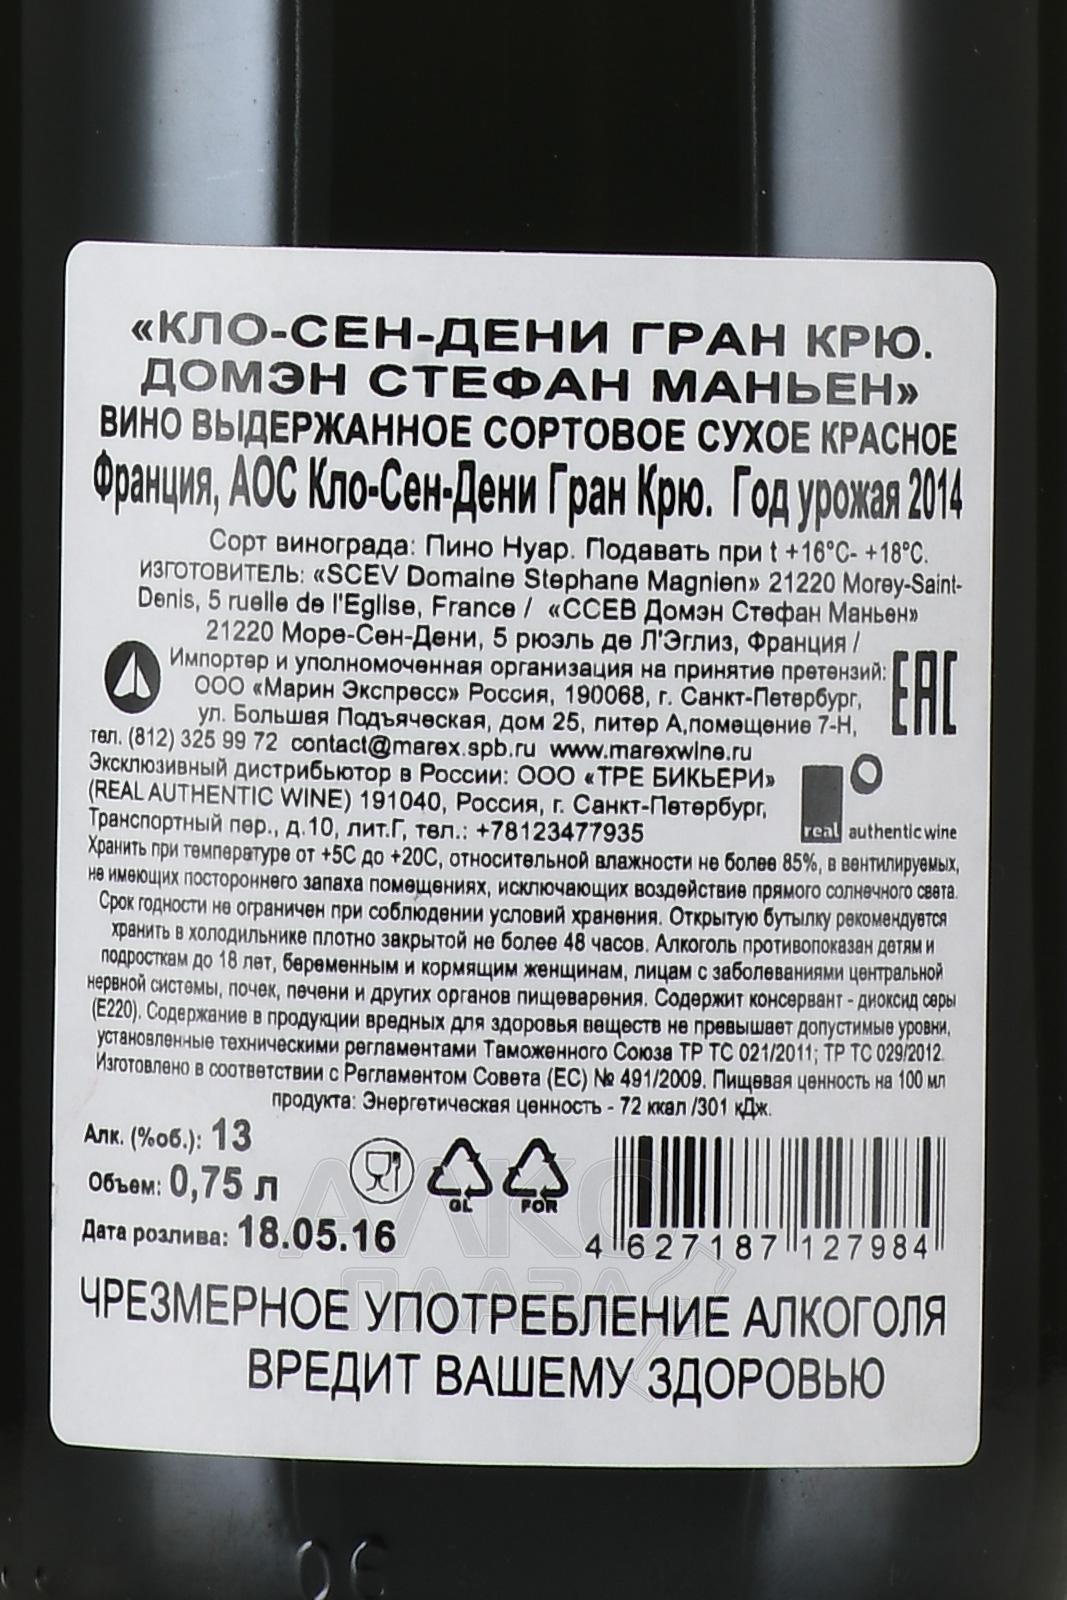 «КЛО-СЕН-ДЕНИ ГРАН КРЮ.
ДОМЭН СТЕФАН МАНЬЕН»
ВИНО ВЫДЕРЖАННОЕ СОРТОВОЕ СУХОЕ КРАСНОЕ
Франция, АОС Кло-Сен-Дени Гран Крю. Год урожая 2014
Сорт винограда: Пино Нуар. Подавать при t +16°C- +18°C.
ИЗГОТОВИТЕЛЬ: «SCEV Domaine Stephane Magnien» 21220 Morey-Saint-
Denis, 5 ruelle de l'Eglise, France / «ССЕВ Домэн Стефан Маньен»
21220 Море-Сен-Дени, 5 рюэль де Л'Эглиз, Франция /
Импортер и уполномоченная организация на принятие претензий:
ООО «Марин Экспресс» Россия, 190068, г. Санкт-Петербург,
ул. Большая Подъяческая, дом 25, литер А,помещение 7-Н,
тел. (812) 325 99 72 contact@marex.spb.ru www.marexwine.ru
EAC
Эксклюзивный дистрибьютор в России: ООО «ТРЕ БИКЬЕРИ»
(REAL AUTHENTIC WINE) 191040, Россия, г. Санкт-Петербург,
Транспортный пер., д.10, лит.Г, тел.: +78123477935
real authentic wine
Хранить при температуре от +5С до +20С, относительной влажности не более 85%, в вентилируемых,
не имеющих постороннего запаха помещениях, исключающих воздействие прямого солнечного света.
Срок годности не ограничен при соблюдении условий хранения. Открытую бутылку рекомендуется
хранить в холодильнике плотно закрытой не более 48 часов. Алкоголь противопоказан детям и
подросткам до 18 лет, беременным и кормящим женщинам, лицам с заболеваниями центральной
нервной системы, почек, печени и других органов пищеварения. Содержит консервант - диоксид серы
(Е220). Содержание в продукции вредных для здоровья веществ не превышает допустимые уровни,
установленные техническими регламентами Таможенного Союза ТР ТС 021/2011; ТР ТС 029/2012.
Изготовлено в соответствии с Регламентом Совета (ЕС) № 491/2009. Пищевая ценность на 100 мл
продукта: Энергетическая ценность - 72 ккал /301 кДж.
Алк. (%об.): 13
Объем: 0,75 л
Дата розлива: 18.05.16
GL FOR
4 627187 127984
АЛКО
ПЛАЗА
ЧРЕЗМЕРНОЕ УПОТРЕБЛЕНИЕ АЛКОГОЛЯ
ВРЕДИТ ВАШЕМУ ЗДОРОВЬЮ